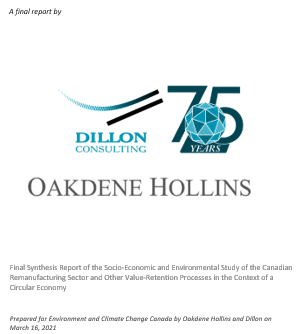 A final report by
DILLON
CONSULTING
75
YEARS
OAKDENE HOLLINS
Final Synthesis Report of the Socio-Economic and Environmental Study of the Canadian
Remanufacturing Sector and Other Value-Retention Processes in the Context of a
Circular Economy
Prepared for Environment and Climate Change Canada by Oakdene Hollins and Dillon on
March 16, 2021